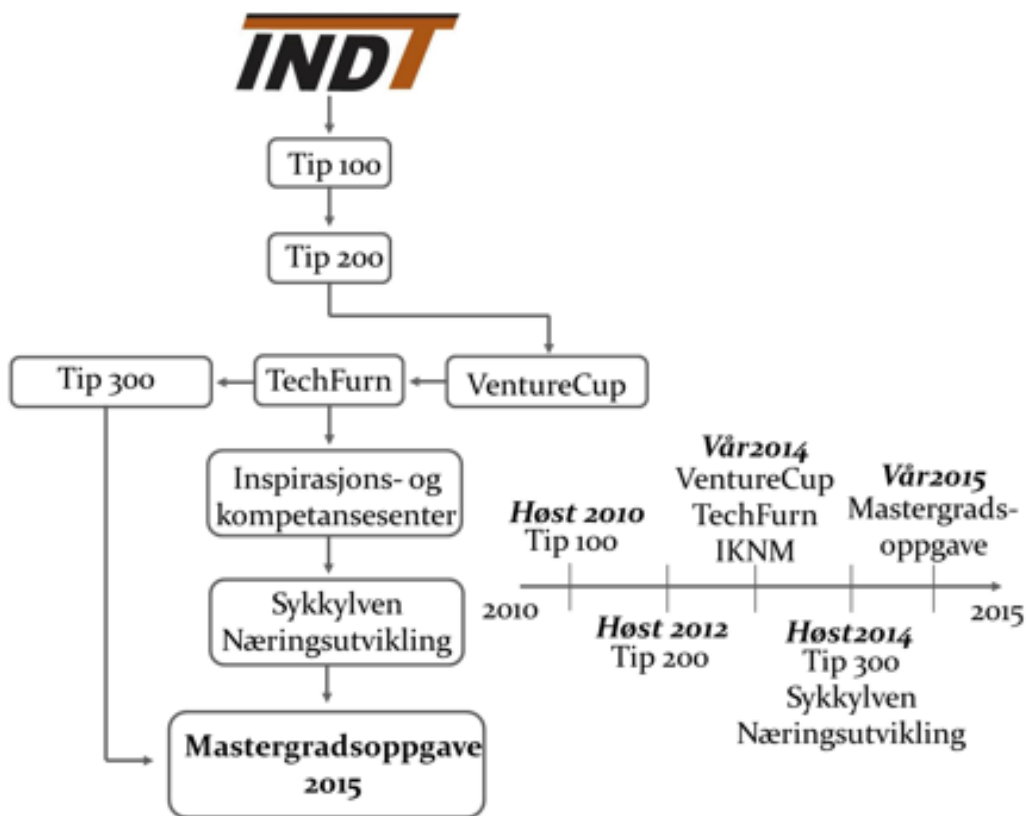 INDT
Tip 100
Tip 200
Tip 300
TechFurn
VentureCup
Inspirasjons- og
kompetansesenter
Sykkylven
Næringsutvikling
Mastergradsoppgave
2015
Høst 2010
Tip 100
Vår2014
VentureCup
TechFurn
IKNM
Vår2015
Mastergrads-
oppgave
2010
2015
Høst 2012
Tip 200
Høst2014
Tip 300
Sykkylven
Næringsutvikling